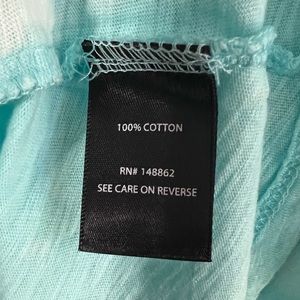 100% COTTON
RN# 148862
SEE CARE ON REVERSE